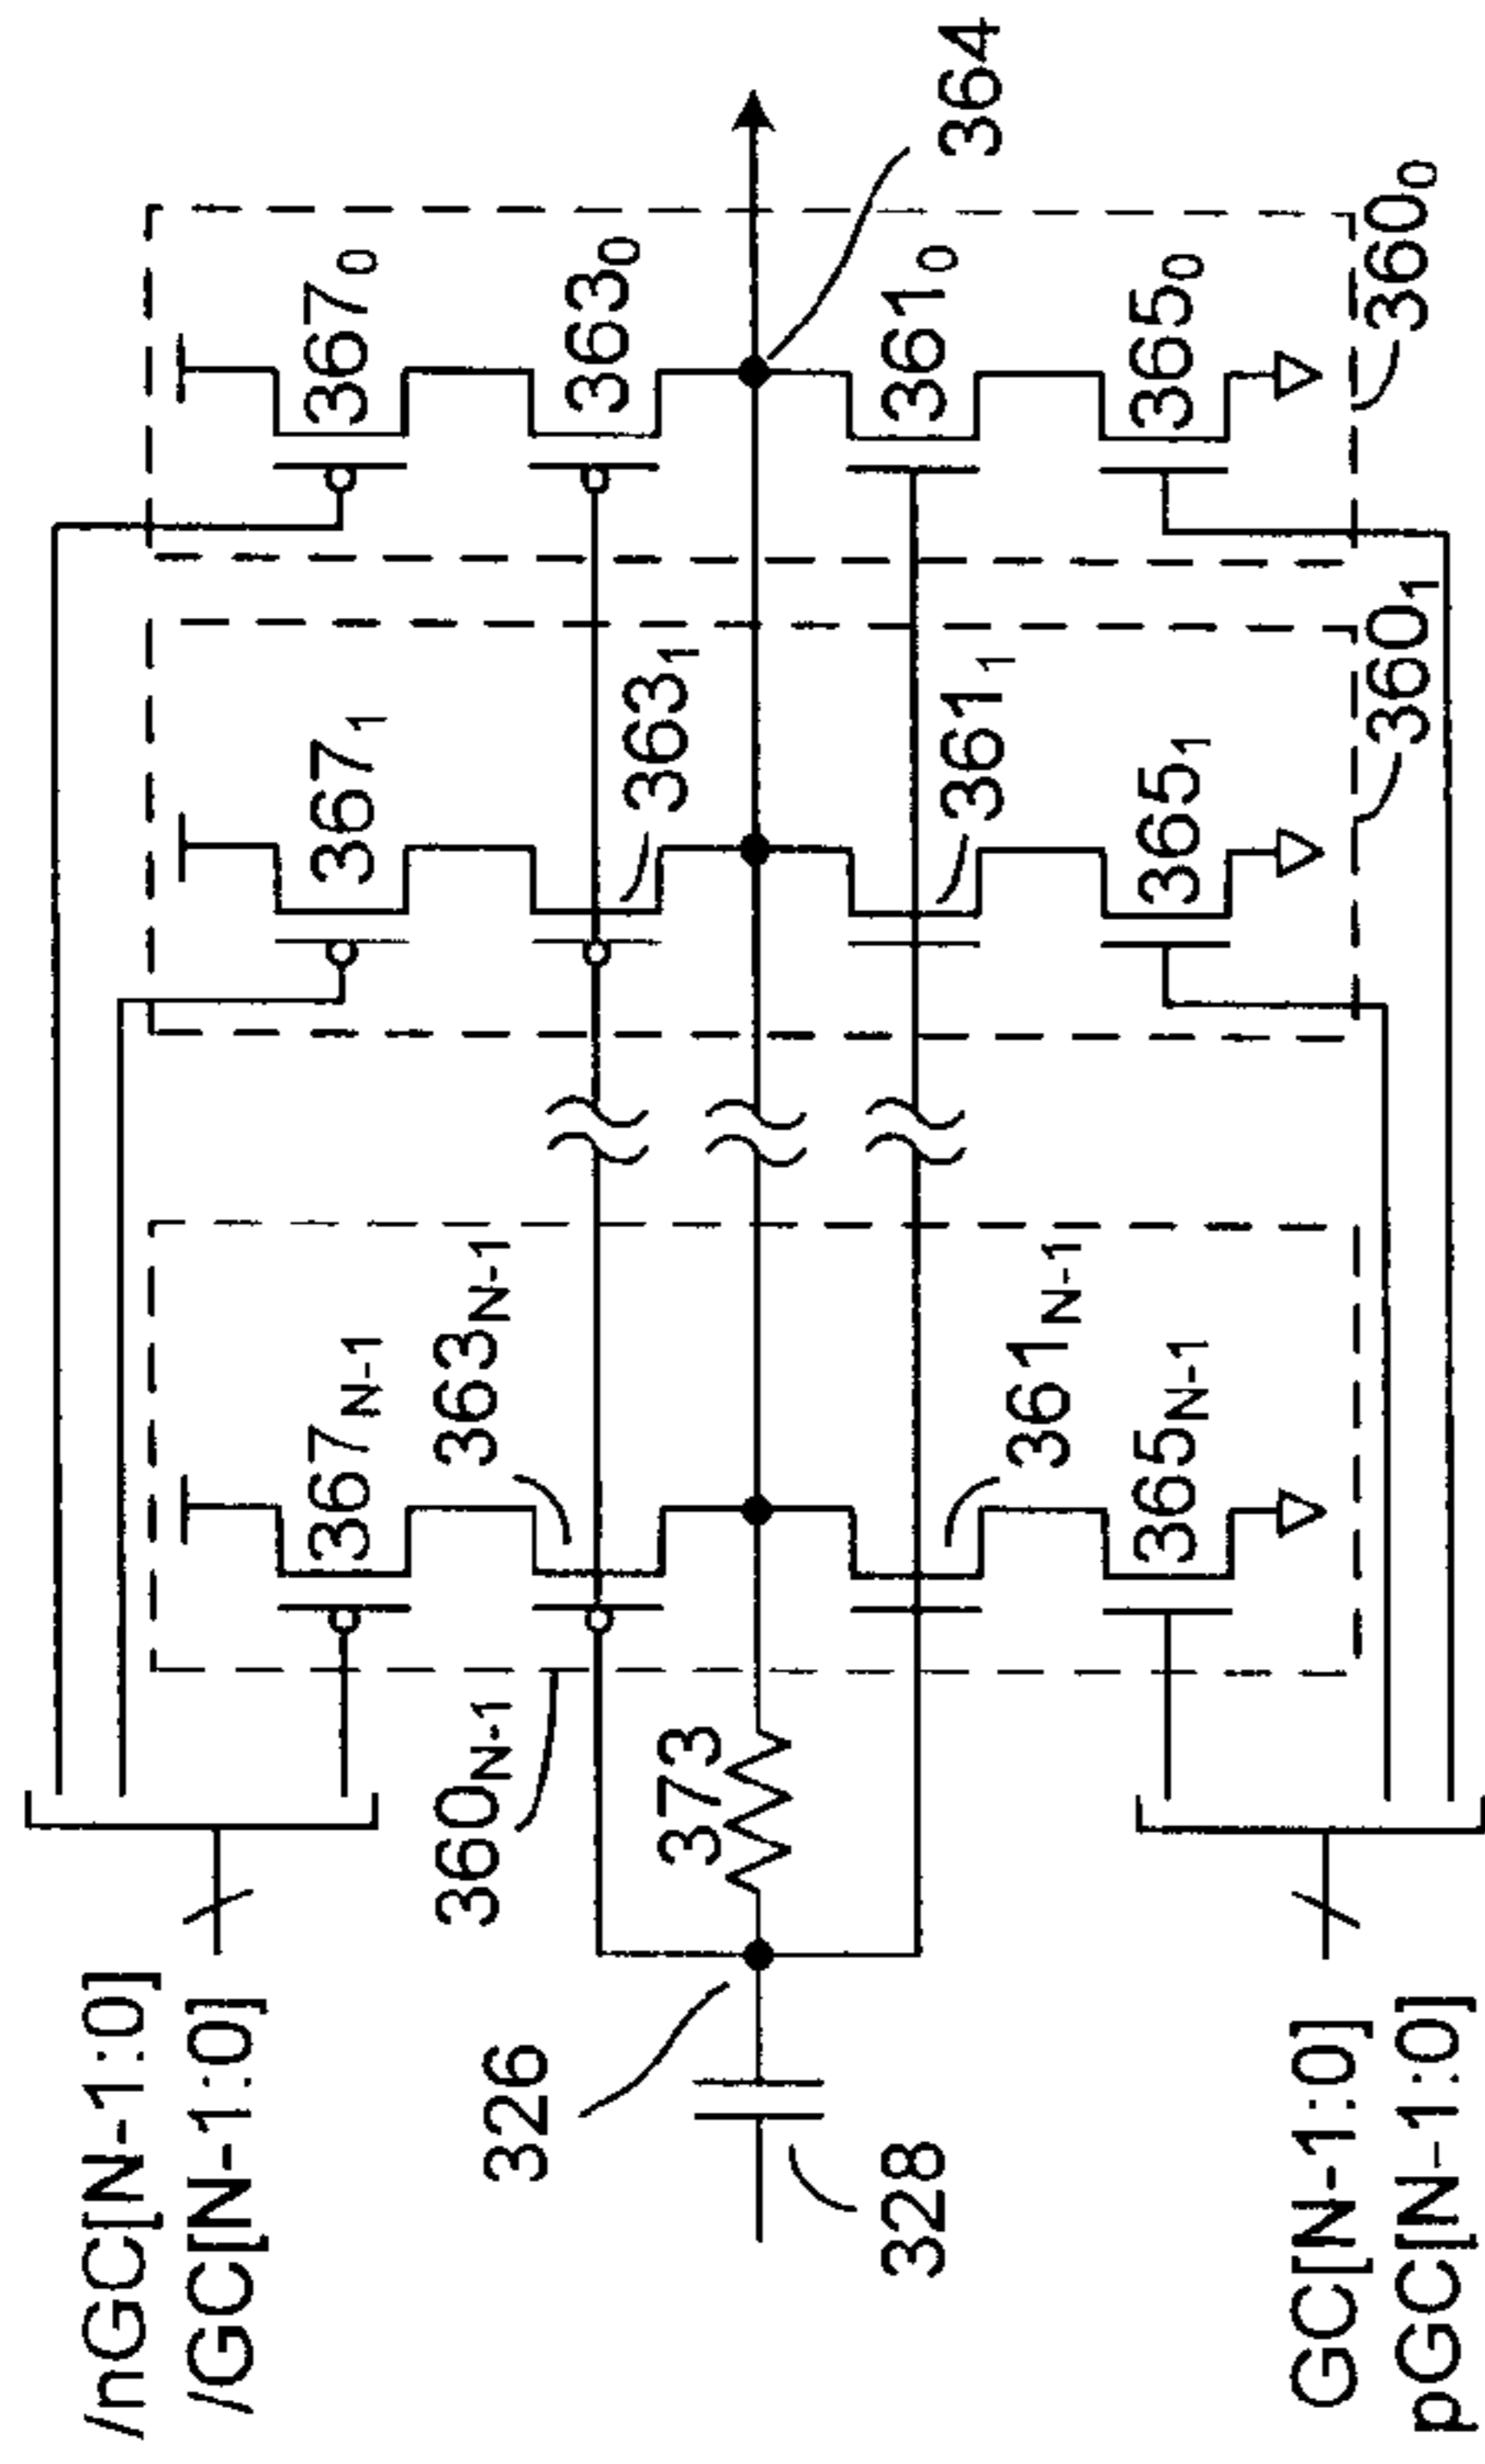 /nGC[N-1:0]
/GC[N-1:0]
367N-1
367₁
367₀
363N-1
363₁
363₀
360N-1
326
373
364
328
361N-1
361₁
361₀
365N-1
365₁
365₀
GC[N-1:0]
pGC[N-1:0]
360₁
360₀